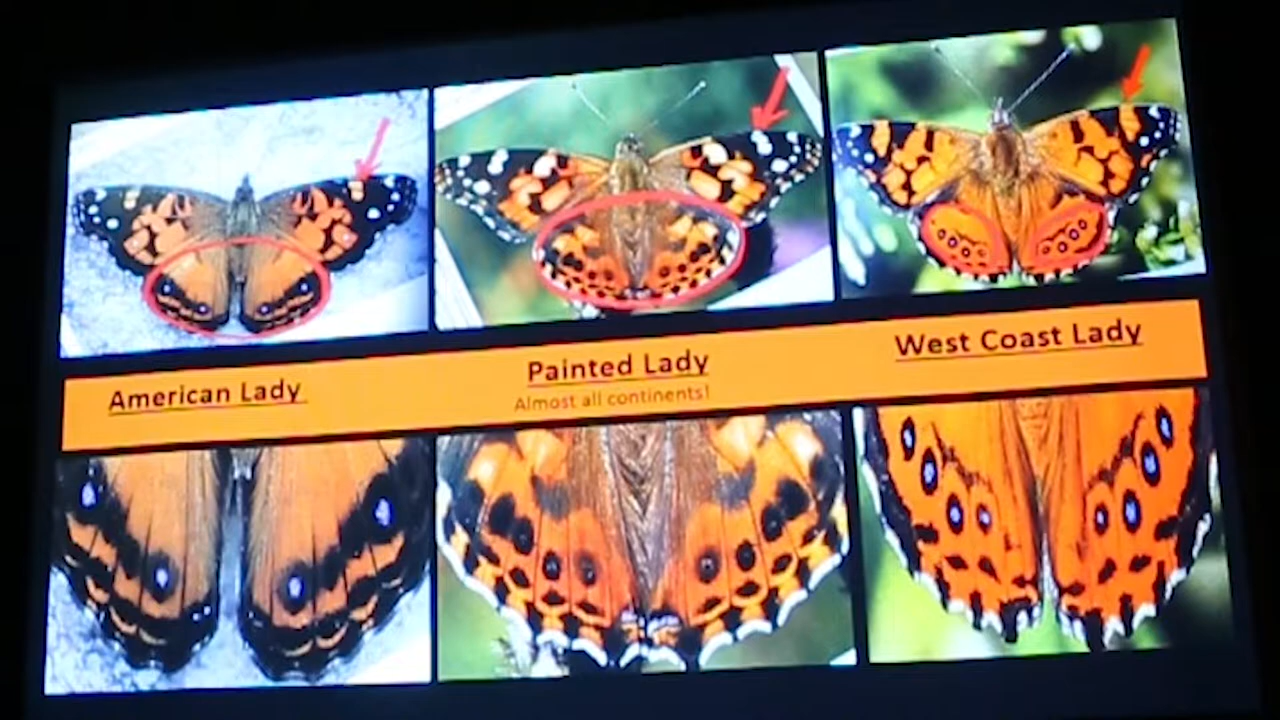 American Lady
Painted Lady
Almost all continents!
West Coast Lady